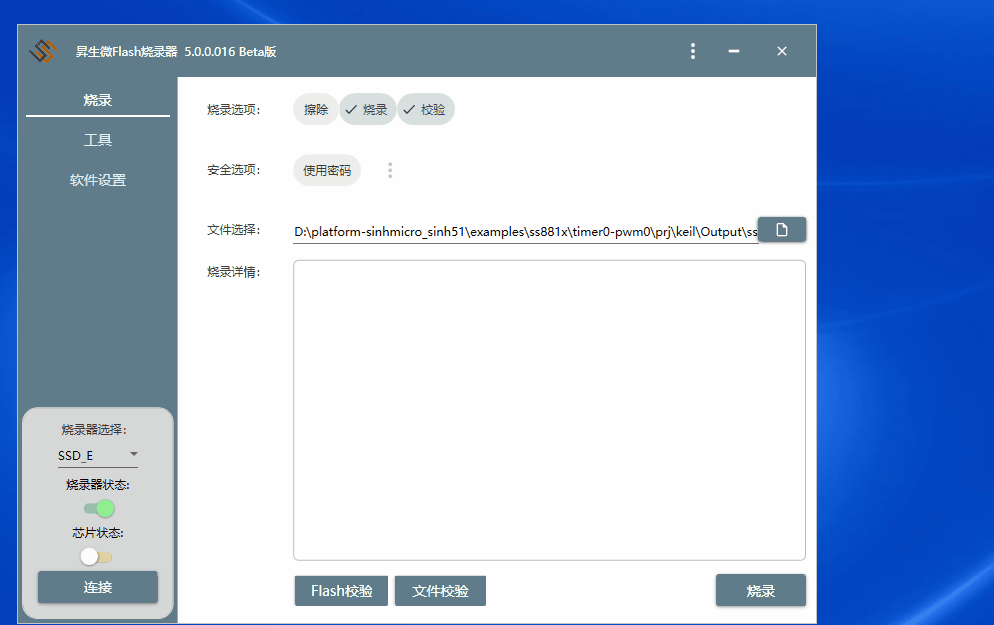 昇生微Flash烧录器 5.0.0.016 Beta版
烧录
工具
软件设置
烧录选项: 擦除 烧录 校验
安全选项: 使用密码
文件选择: D:\platform-sinhmicro_sinh51\examples\ss881x\timer0-pwm0\prj\keil\Output\ss
烧录详情:
烧录器选择:
SSD_E
烧录器状态:
芯片状态:
连接
Flash校验 文件校验 烧录